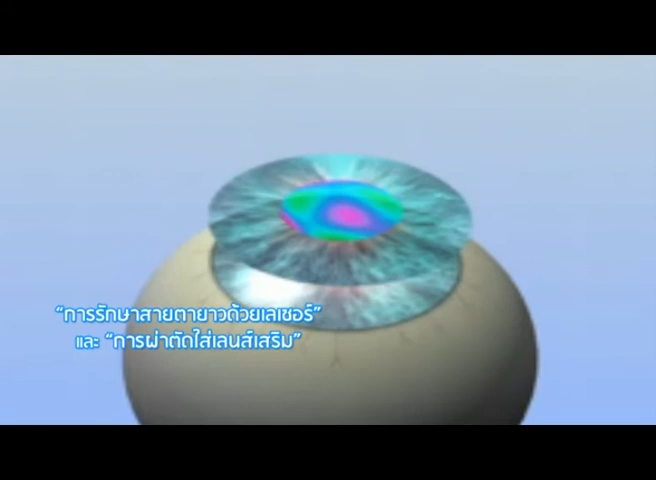 “การรักษาสายตายาวด้วยเลเซอร์”
และ “การผ่าตัดใส่เลนส์เสริม”